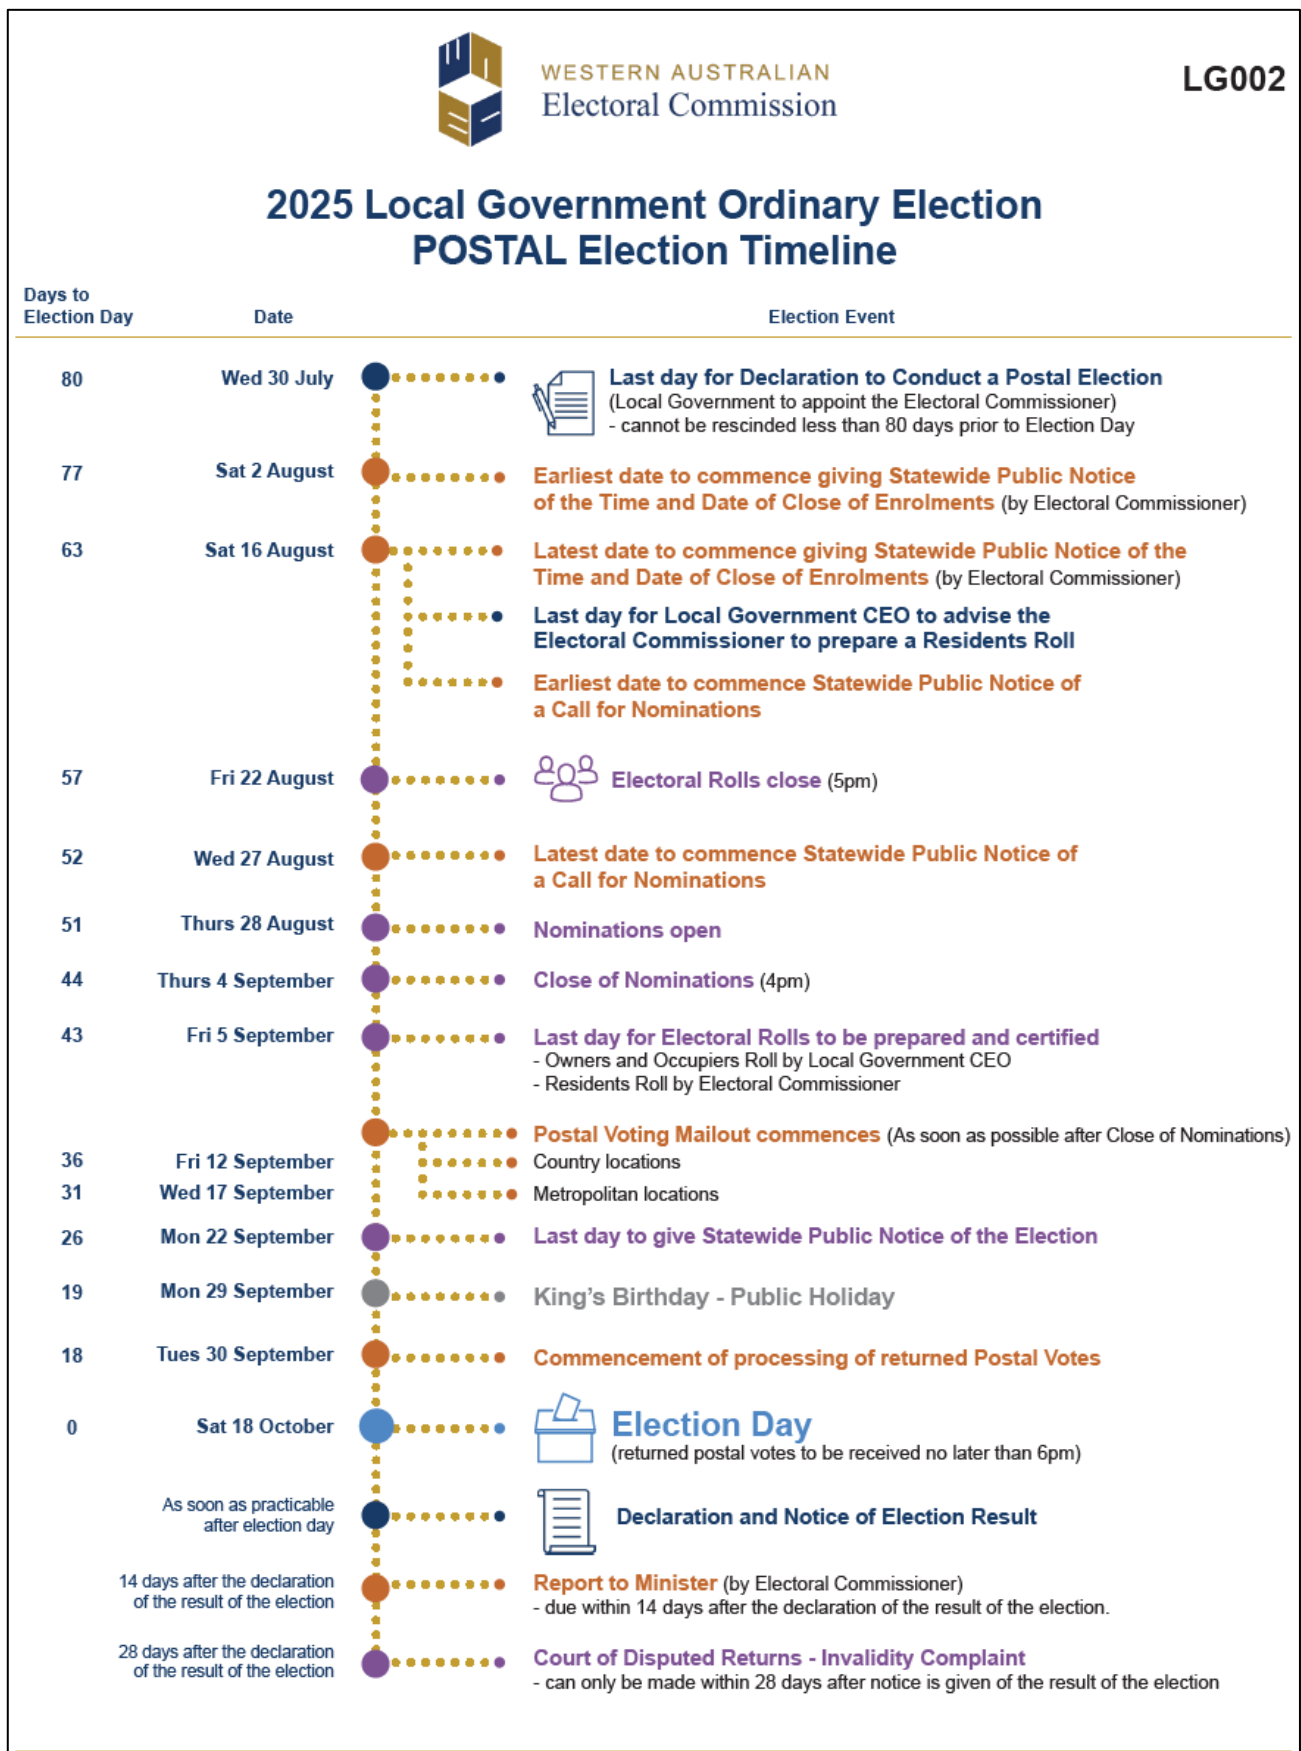 WESTERN AUSTRALIAN
Electoral Commission
LG002
2025 Local Government Ordinary Election
POSTAL Election Timeline
Days to
Election Day
Date
Election Event
80
Wed 30 July
Last day for Declaration to Conduct a Postal Election
(Local Government to appoint the Electoral Commissioner)
- cannot be rescinded less than 80 days prior to Election Day
77
Sat 2 August
Earliest date to commence giving Statewide Public Notice
of the Time and Date of Close of Enrolments (by Electoral Commissioner)
63
Sat 16 August
Latest date to commence giving Statewide Public Notice of the
Time and Date of Close of Enrolments (by Electoral Commissioner)
Last day for Local Government CEO to advise the
Electoral Commissioner to prepare a Residents Roll
Earliest date to commence Statewide Public Notice of
a Call for Nominations
57
Fri 22 August
Electoral Rolls close (5pm)
52
Wed 27 August
Latest date to commence Statewide Public Notice of
a Call for Nominations
51
Thurs 28 August
Nominations open
44
Thurs 4 September
Close of Nominations (4pm)
43
Fri 5 September
Last day for Electoral Rolls to be prepared and certified
- Owners and Occupiers Roll by Local Government CEO
- Residents Roll by Electoral Commissioner
Postal Voting Mailout commences (As soon as possible after Close of Nominations)
36
Fri 12 September
Country locations
31
Wed 17 September
Metropolitan locations
26
Mon 22 September
Last day to give Statewide Public Notice of the Election
19
Mon 29 September
King's Birthday - Public Holiday
18
Tues 30 September
Commencement of processing of returned Postal Votes
0
Sat 18 October
Election Day
(returned postal votes to be received no later than 6pm)
As soon as practicable
after election day
Declaration and Notice of Election Result
14 days after the declaration
of the result of the election
Report to Minister (by Electoral Commissioner)
- due within 14 days after the declaration of the result of the election.
28 days after the declaration
of the result of the election
Court of Disputed Returns - Invalidity Complaint
- can only be made within 28 days after notice is given of the result of the election